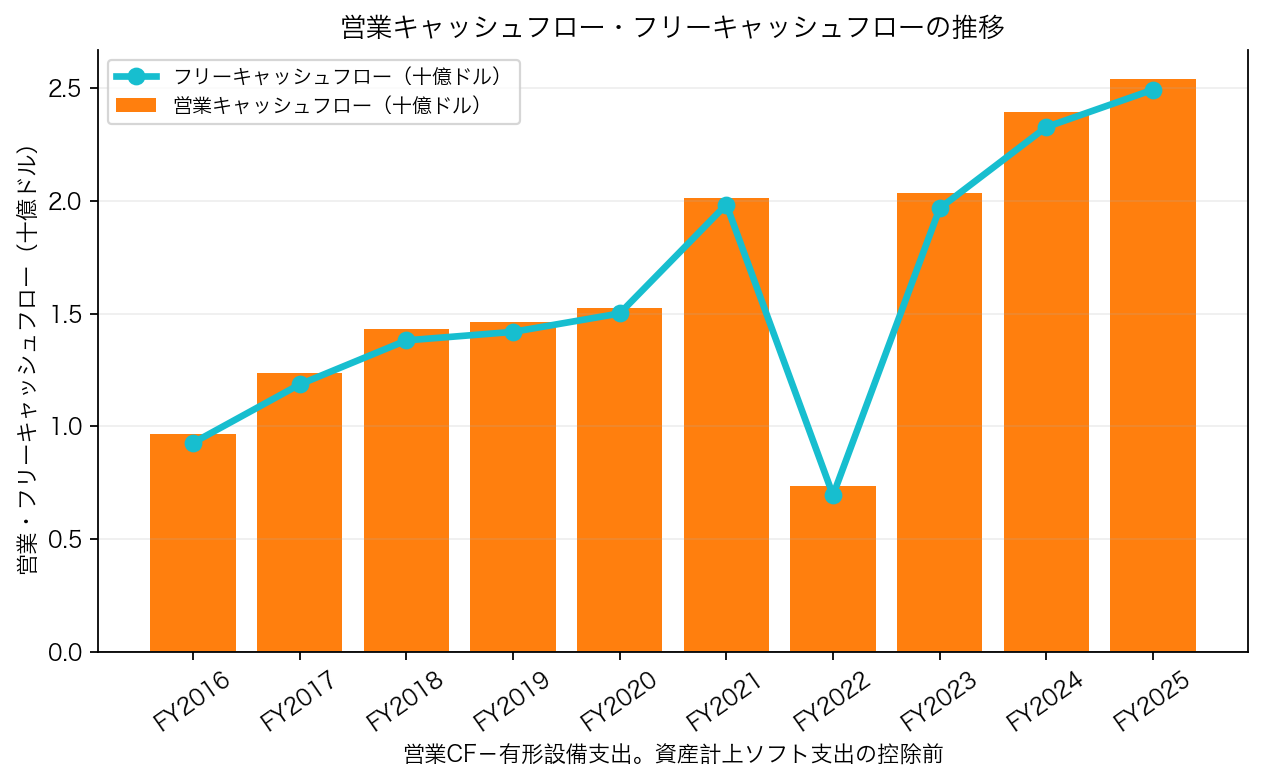 営業キャッシュフロー・フリーキャッシュフローの推移
フリーキャッシュフロー（十億ドル）
営業キャッシュフロー（十億ドル）
営業・フリーキャッシュフロー（十億ドル）
2.5
2.0
1.5
1.0
0.5
0.0
FY2016
FY2017
FY2018
FY2019
FY2020
FY2021
FY2022
FY2023
FY2024
FY2025
営業CF－有形設備支出。資産計上ソフト支出の控除前